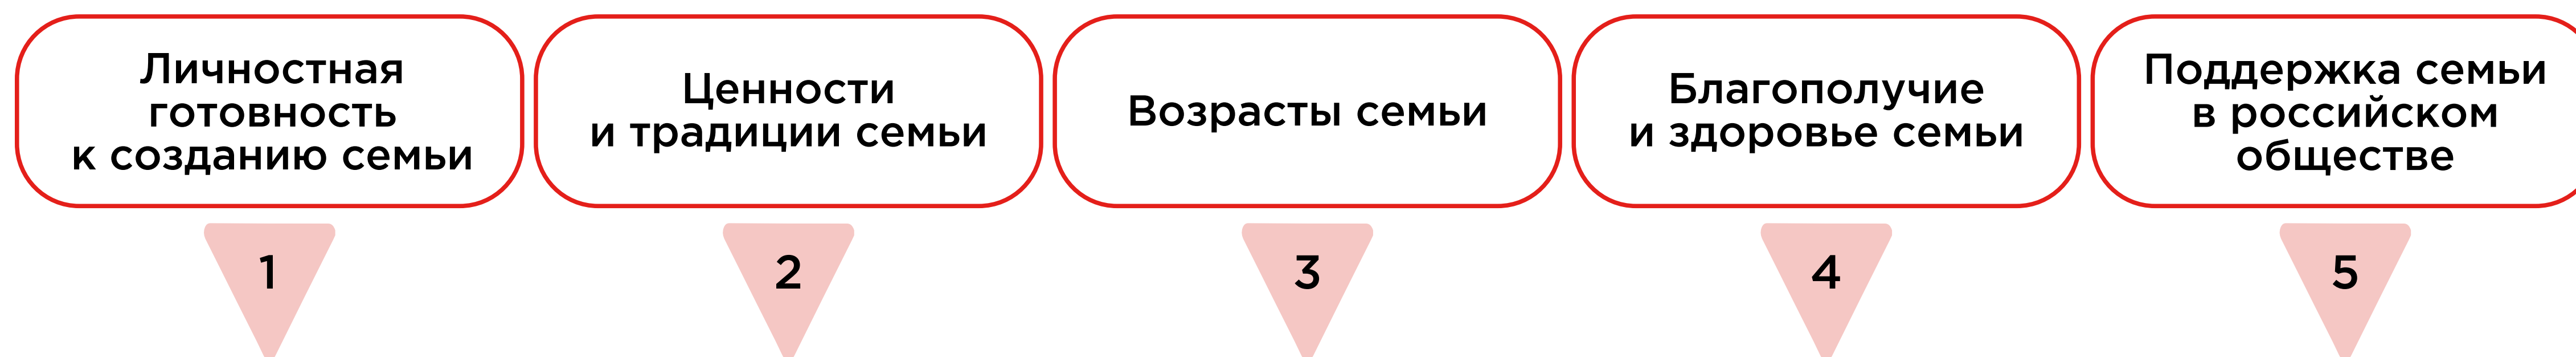 Личностная
готовность
к созданию семьи
Ценности
и традиции семьи
Возрасты семьи
Благополучие
и здоровье семьи
Поддержка семьи
в российском
обществе
1
2
3
4
5